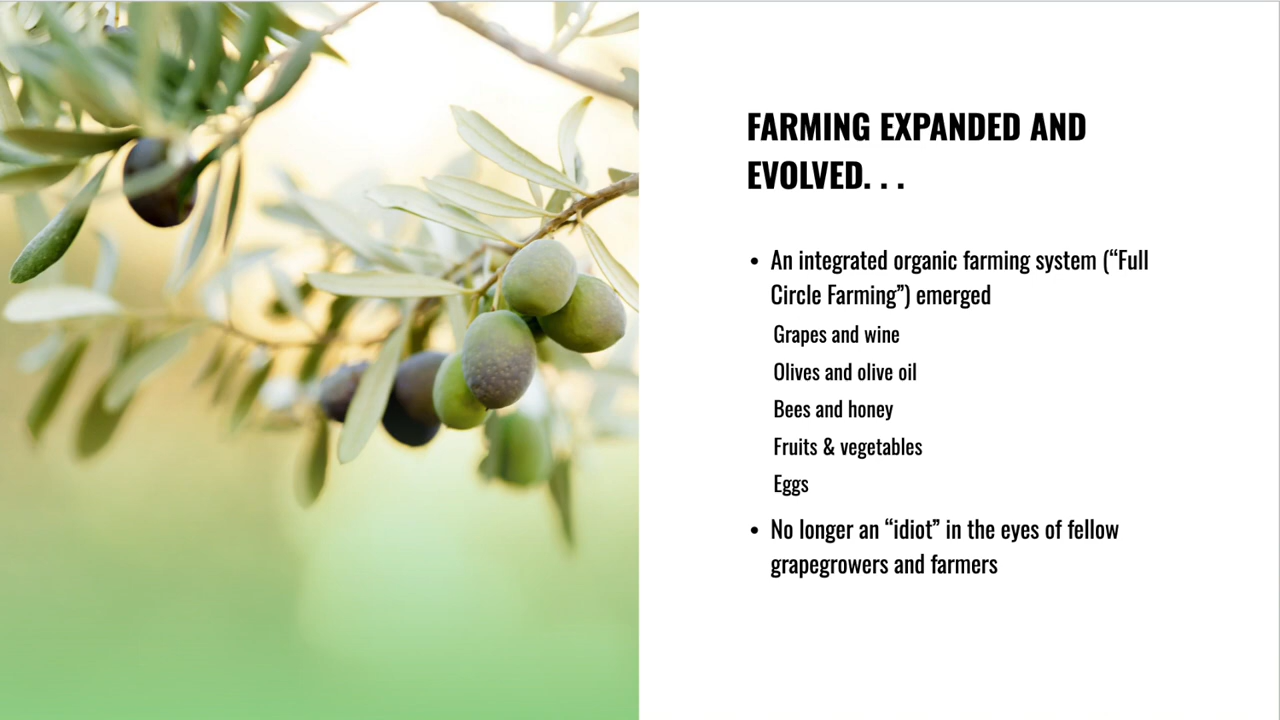 FARMING EXPANDED AND
EVOLVED. . .
• An integrated organic farming system (“Full
Circle Farming”) emerged
Grapes and wine
Olives and olive oil
Bees and honey
Fruits & vegetables
Eggs
• No longer an “idiot” in the eyes of fellow
grapegrowers and farmers